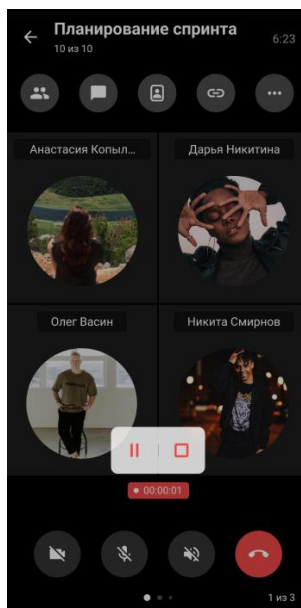 Планирование спринта
10 из 10
6:23
Анастасия Копыл...
Дарья Никитина
Олег Васин
Никита Смирнов
00:00:01
1 из 3